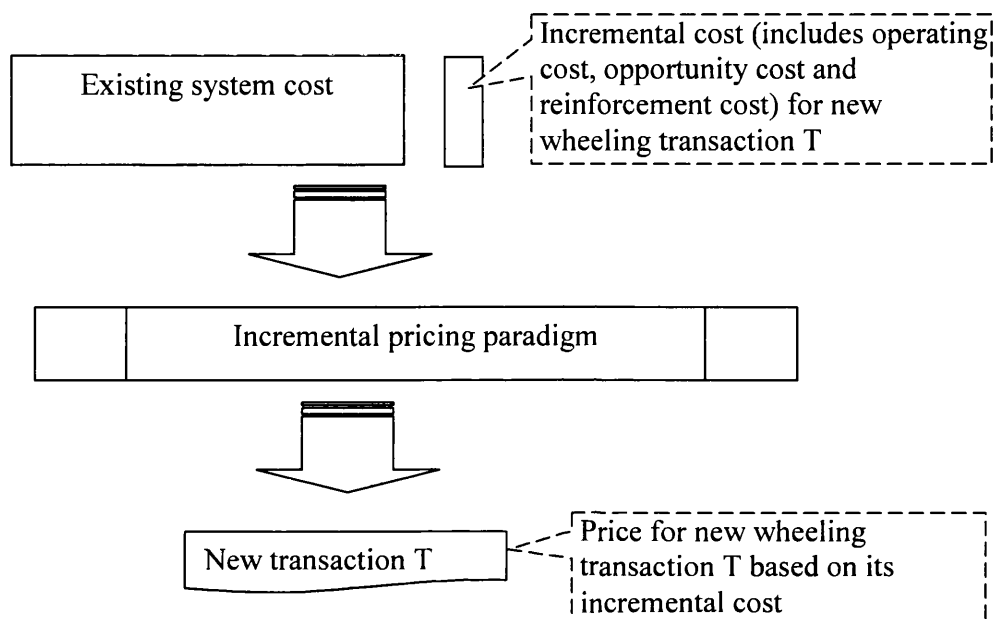 Existing system cost
Incremental cost (includes operating
cost, opportunity cost and
reinforcement cost) for new
wheeling transaction T
Incremental pricing paradigm
New transaction T
Price for new wheeling
transaction T based on its
incremental cost